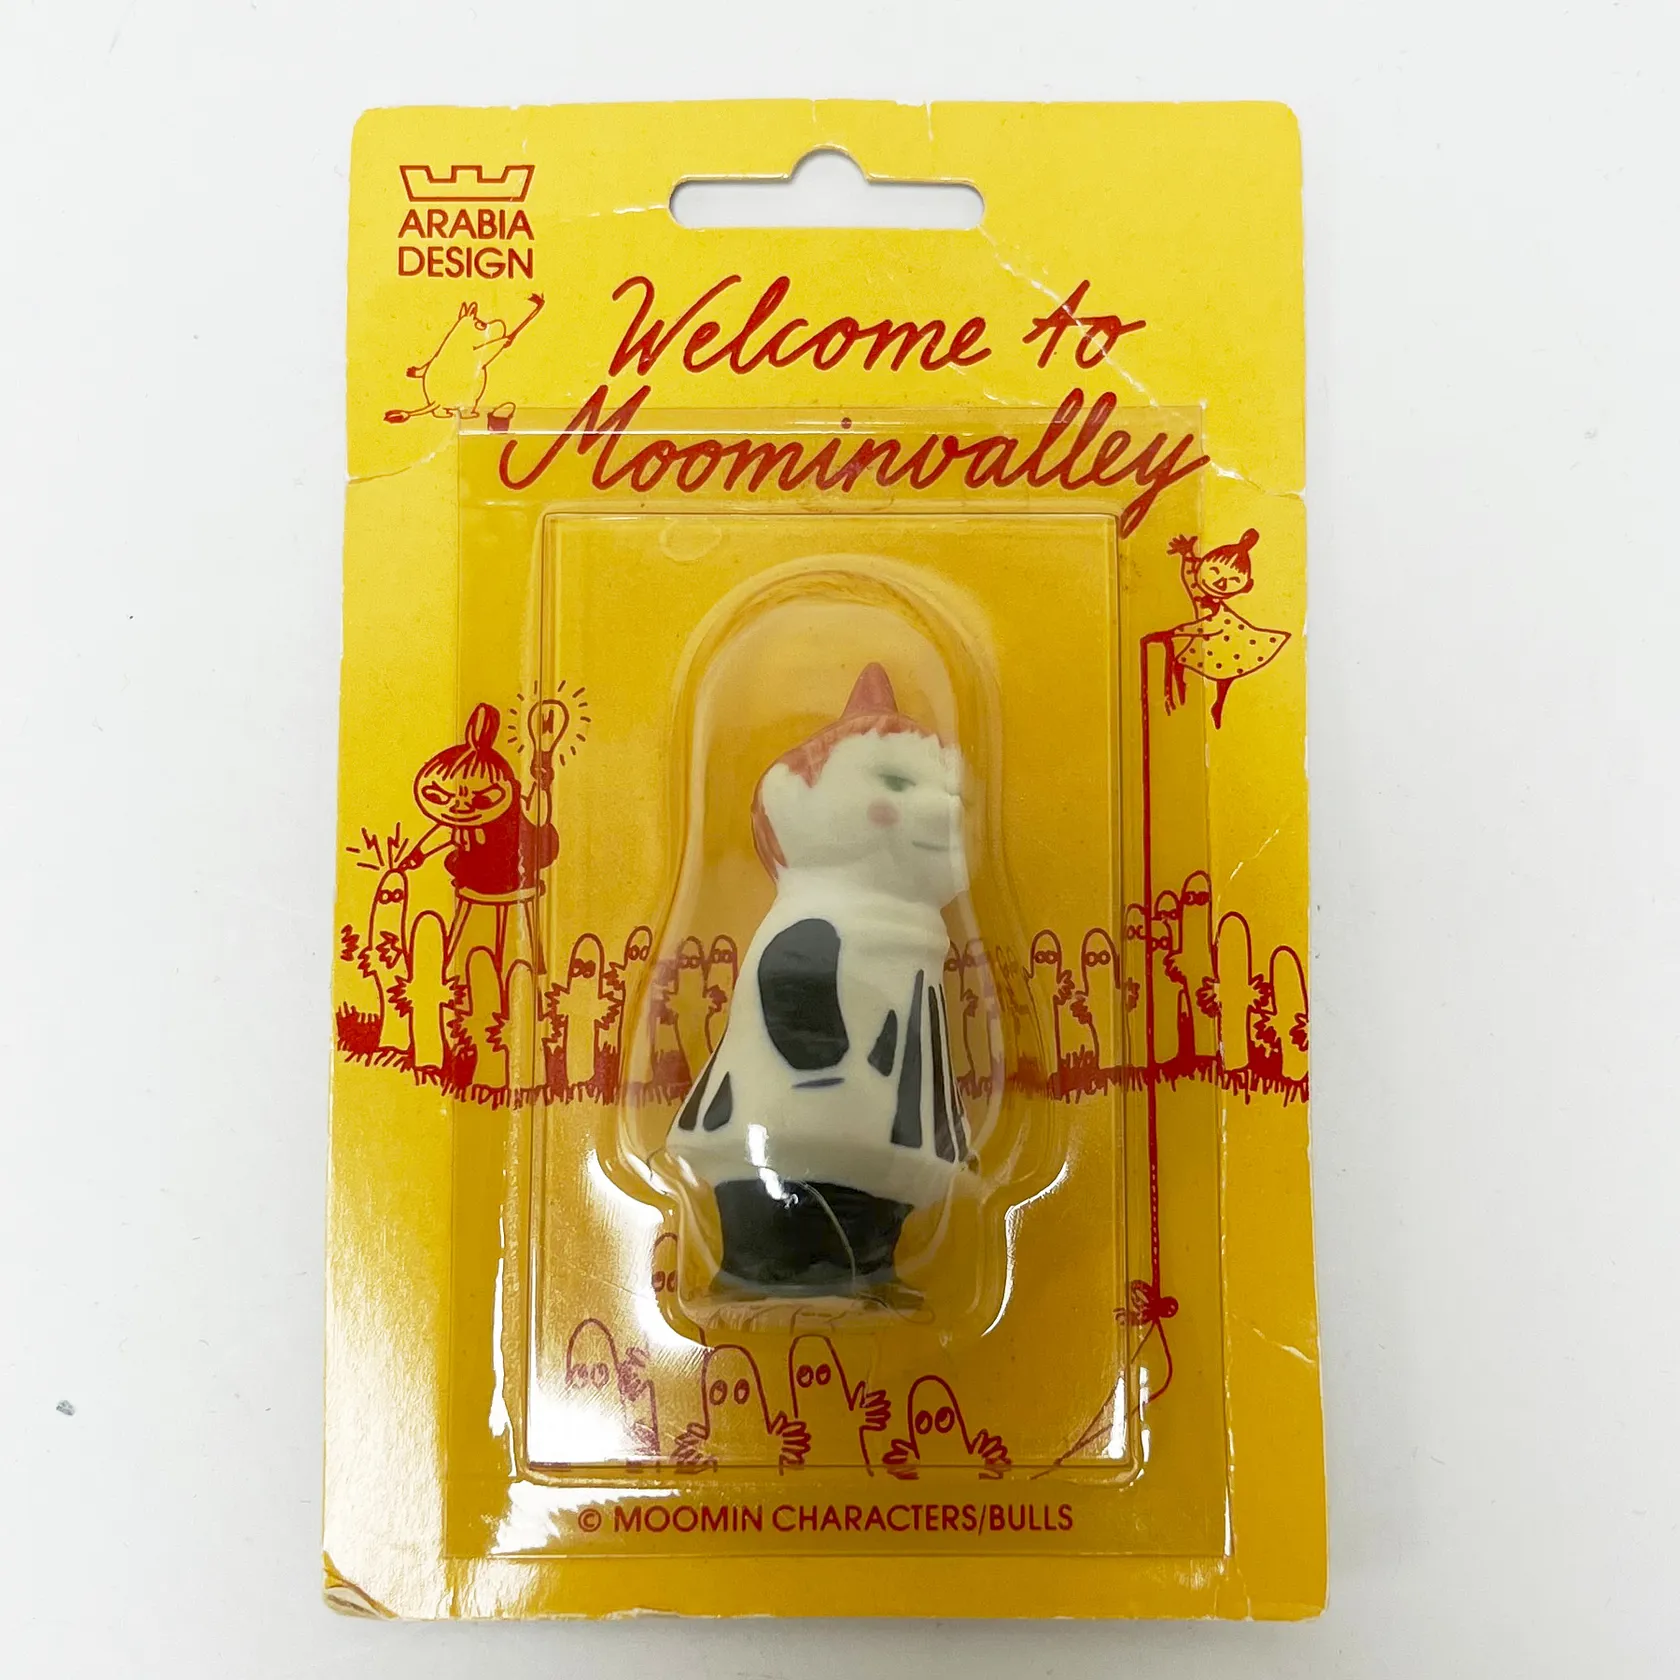 ARABIA
DESIGN
Welcome to
Moominvalley
© MOOMIN CHARACTERS/BULLS